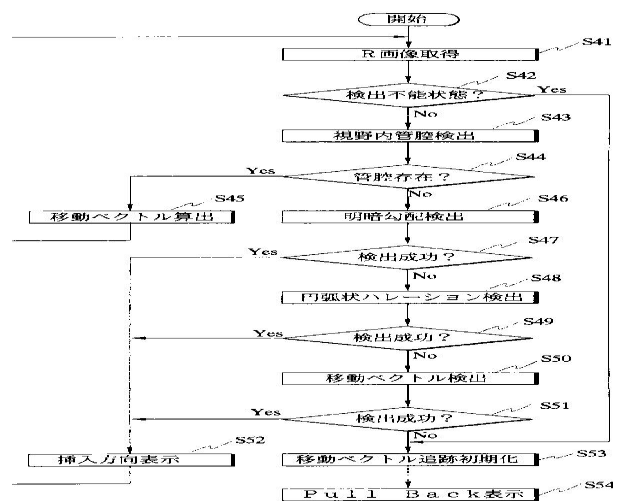 開始
R画像取得 S41
検出不能状態? S42
Yes
No
視野内管腔検出 S43
管腔存在? S44
Yes
No
移動ベクトル算出 S45
明暗勾配検出 S46
検出成功? S47
Yes
No
円弧状ハレーション検出 S48
検出成功? S49
Yes
No
移動ベクトル検出 S50
検出成功? S51
Yes
No
挿入方向表示 S52
移動ベクトル追跡初期化 S53
Pull Back表示 S54